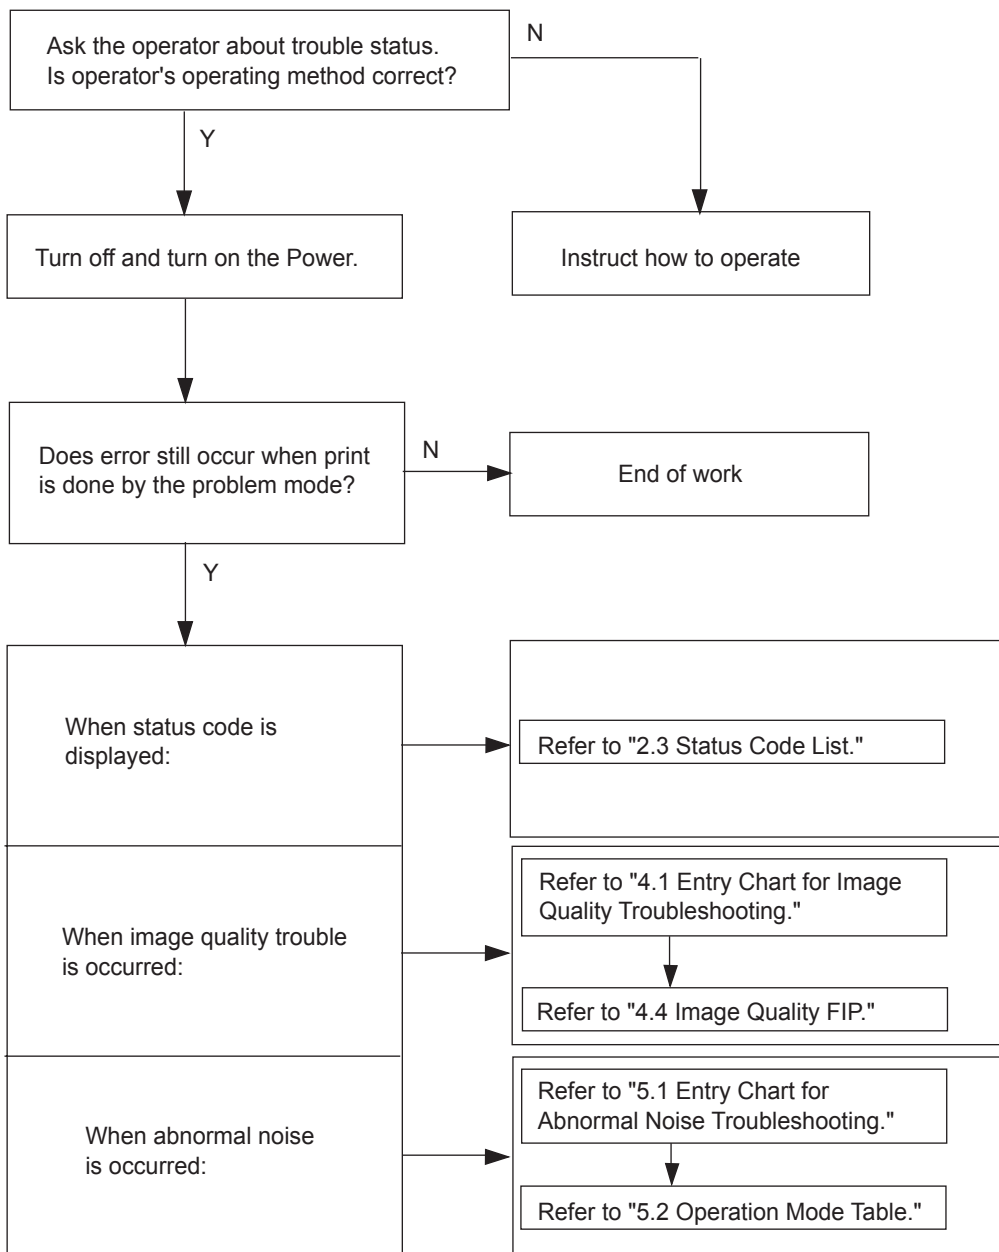 Ask the operator about trouble status.
Is operator's operating method correct?
N
Y
Turn off and turn on the Power.
Instruct how to operate
Does error still occur when print
is done by the problem mode?
N
End of work
Y
When status code is
displayed:
Refer to "2.3 Status Code List."
When image quality trouble
is occurred:
Refer to "4.1 Entry Chart for Image
Quality Troubleshooting."
Refer to "4.4 Image Quality FIP."
When abnormal noise
is occurred:
Refer to "5.1 Entry Chart for
Abnormal Noise Troubleshooting."
Refer to "5.2 Operation Mode Table."